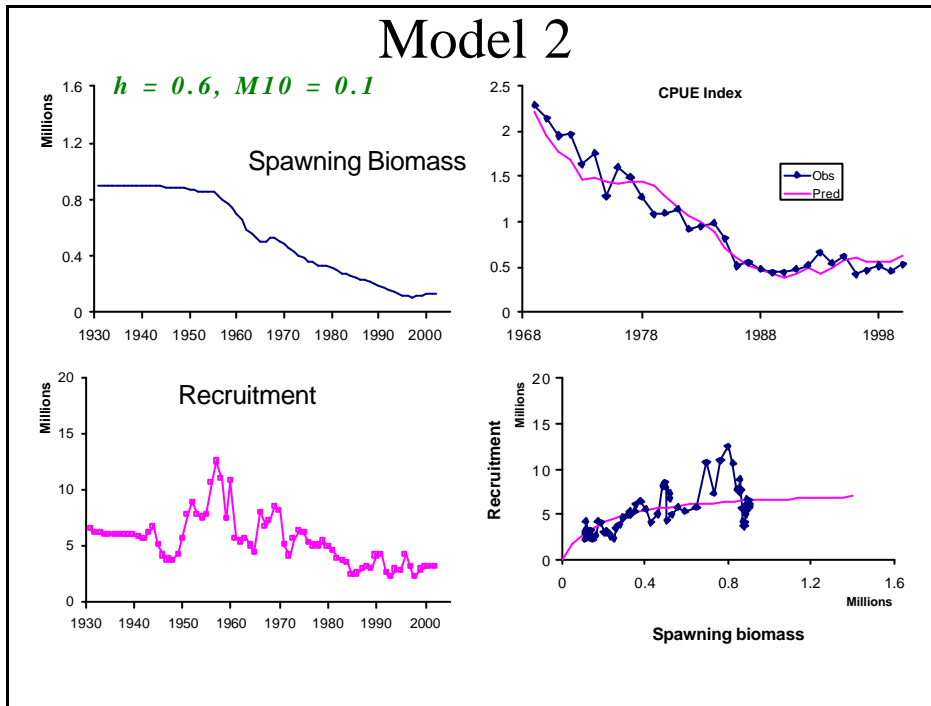 Model 2
h = 0.6, M10 = 0.1
Millions
1.6
1.2
0.8
0.4
0
Spawning Biomass
1930 1940 1950 1960 1970 1980 1990 2000
CPUE Index
2.5
2
1.5
1
0.5
0
Obs
Pred
1968 1978 1988 1998
Millions
20
15
10
5
0
Recruitment
1930 1940 1950 1960 1970 1980 1990 2000
Recruitment
Millions
20
15
10
5
0
0 0.4 0.8 1.2 1.6
Millions
Spawning biomass